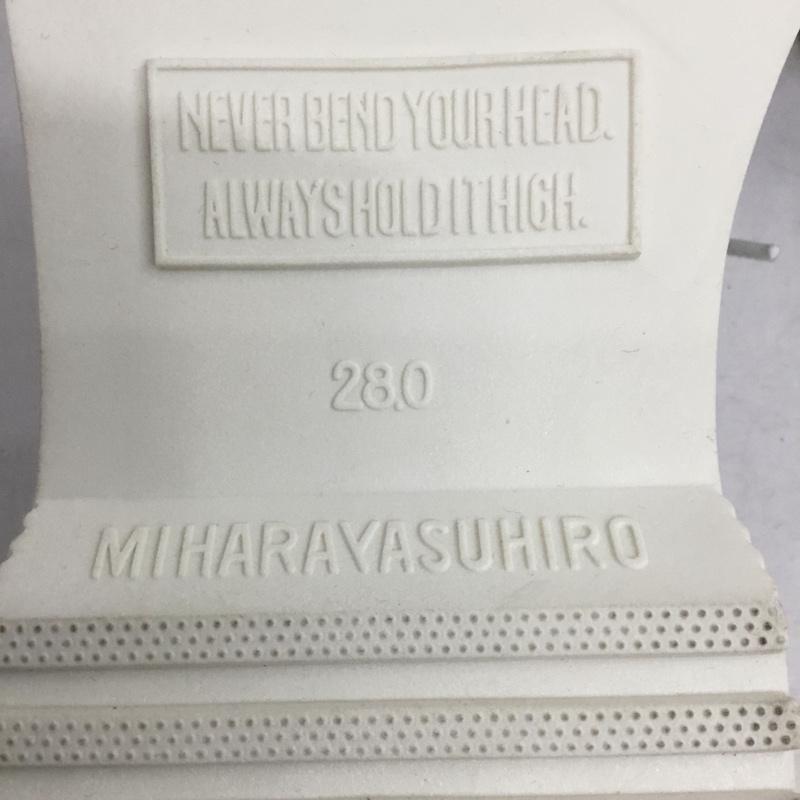 NEVER BEND YOUR HEAD.
ALWAYS HOLD IT HIGH.
28.0
MIHARAYASUHIRO